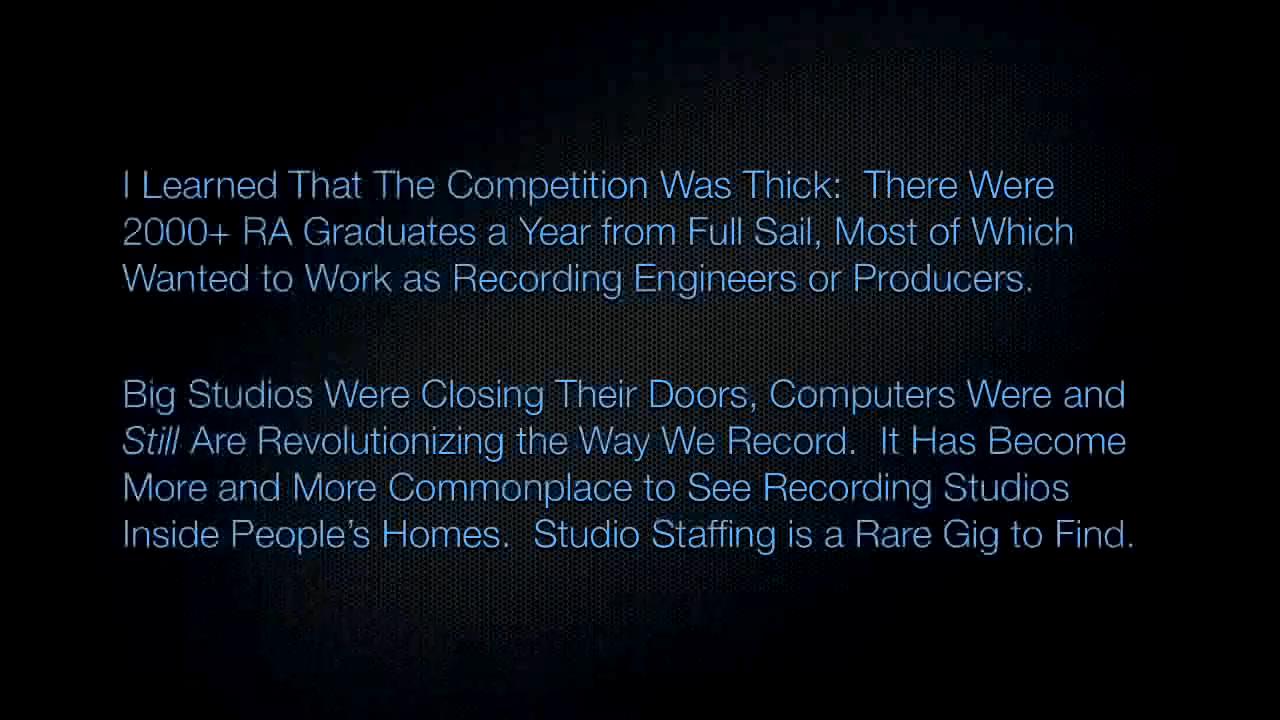 I Learned That The Competition Was Thick:  There Were
2000+ RA Graduates a Year from Full Sail, Most of Which
Wanted to Work as Recording Engineers or Producers.
Big Studios Were Closing Their Doors, Computers Were and
Still Are Revolutionizing the Way We Record.  It Has Become
More and More Commonplace to See Recording Studios
Inside People’s Homes.  Studio Staffing is a Rare Gig to Find.